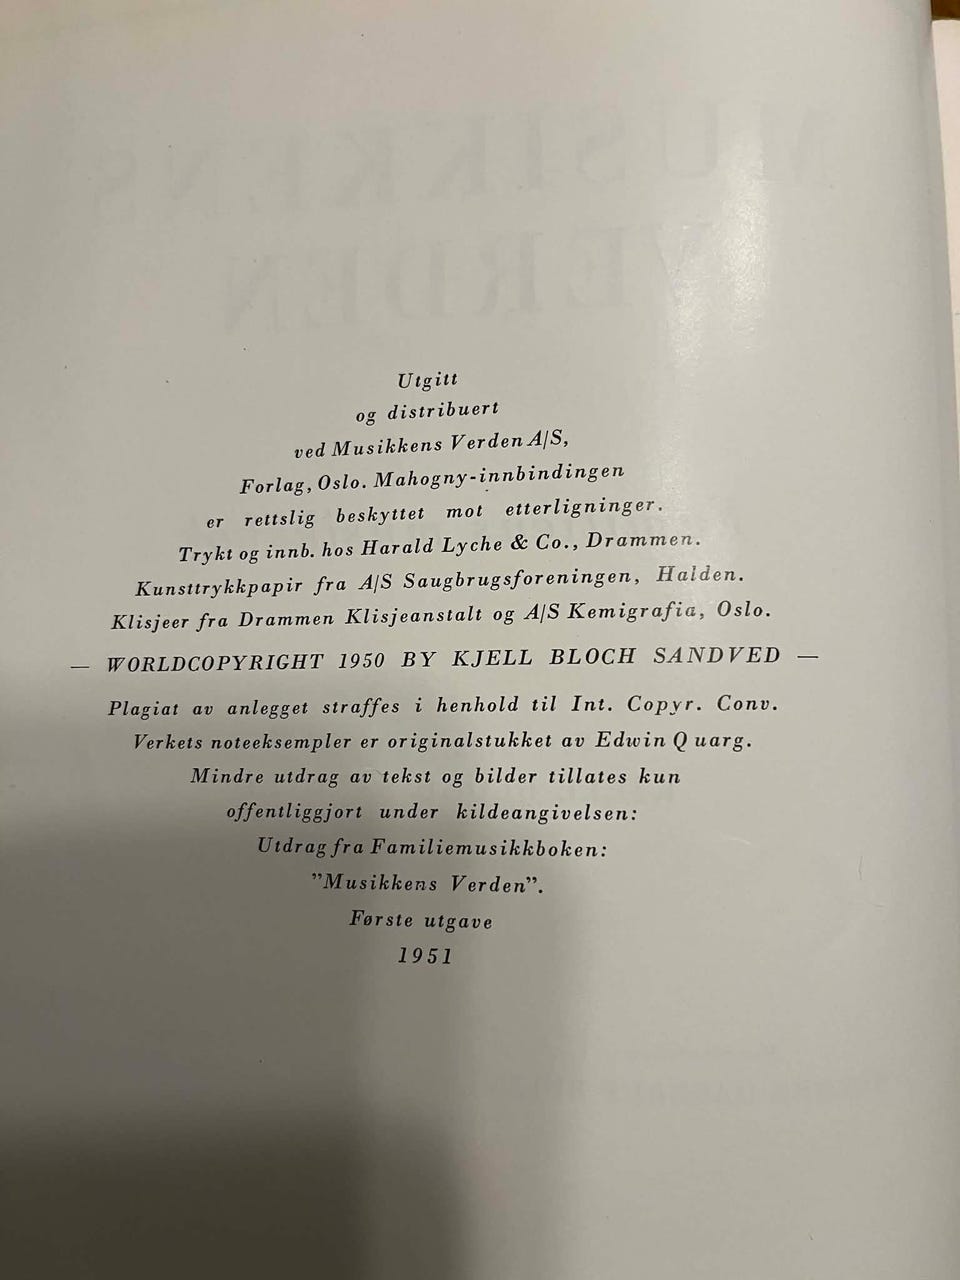 Utgitt
og distribuert
ved Musikkens Verden A/S,
Forlag, Oslo. Mahogny-innbindingen
er rettslig beskyttet mot etterligninger.
Trykt og innb. hos Harald Lyche & Co., Drammen.
Kunsttrykkpapir fra A/S Saugbrugsforeningen, Halden.
Klisjeer fra Drammen Klisjeanstalt og A/S Kemigrafia, Oslo.
— WORLDCOPYRIGHT 1950 BY KJELL BLOCH SANDVED —
Plagiat av anlegget straffes i henhold til Int. Copyr. Conv.
Verkets noteeksempler er originalstukket av Edwin Quarg.
Mindre utdrag av tekst og bilder tillates kun
offentliggjort under kildeangivelsen:
Utdrag fra Familiemusikkboken:
”Musikkens Verden”.
Første utgave
1951